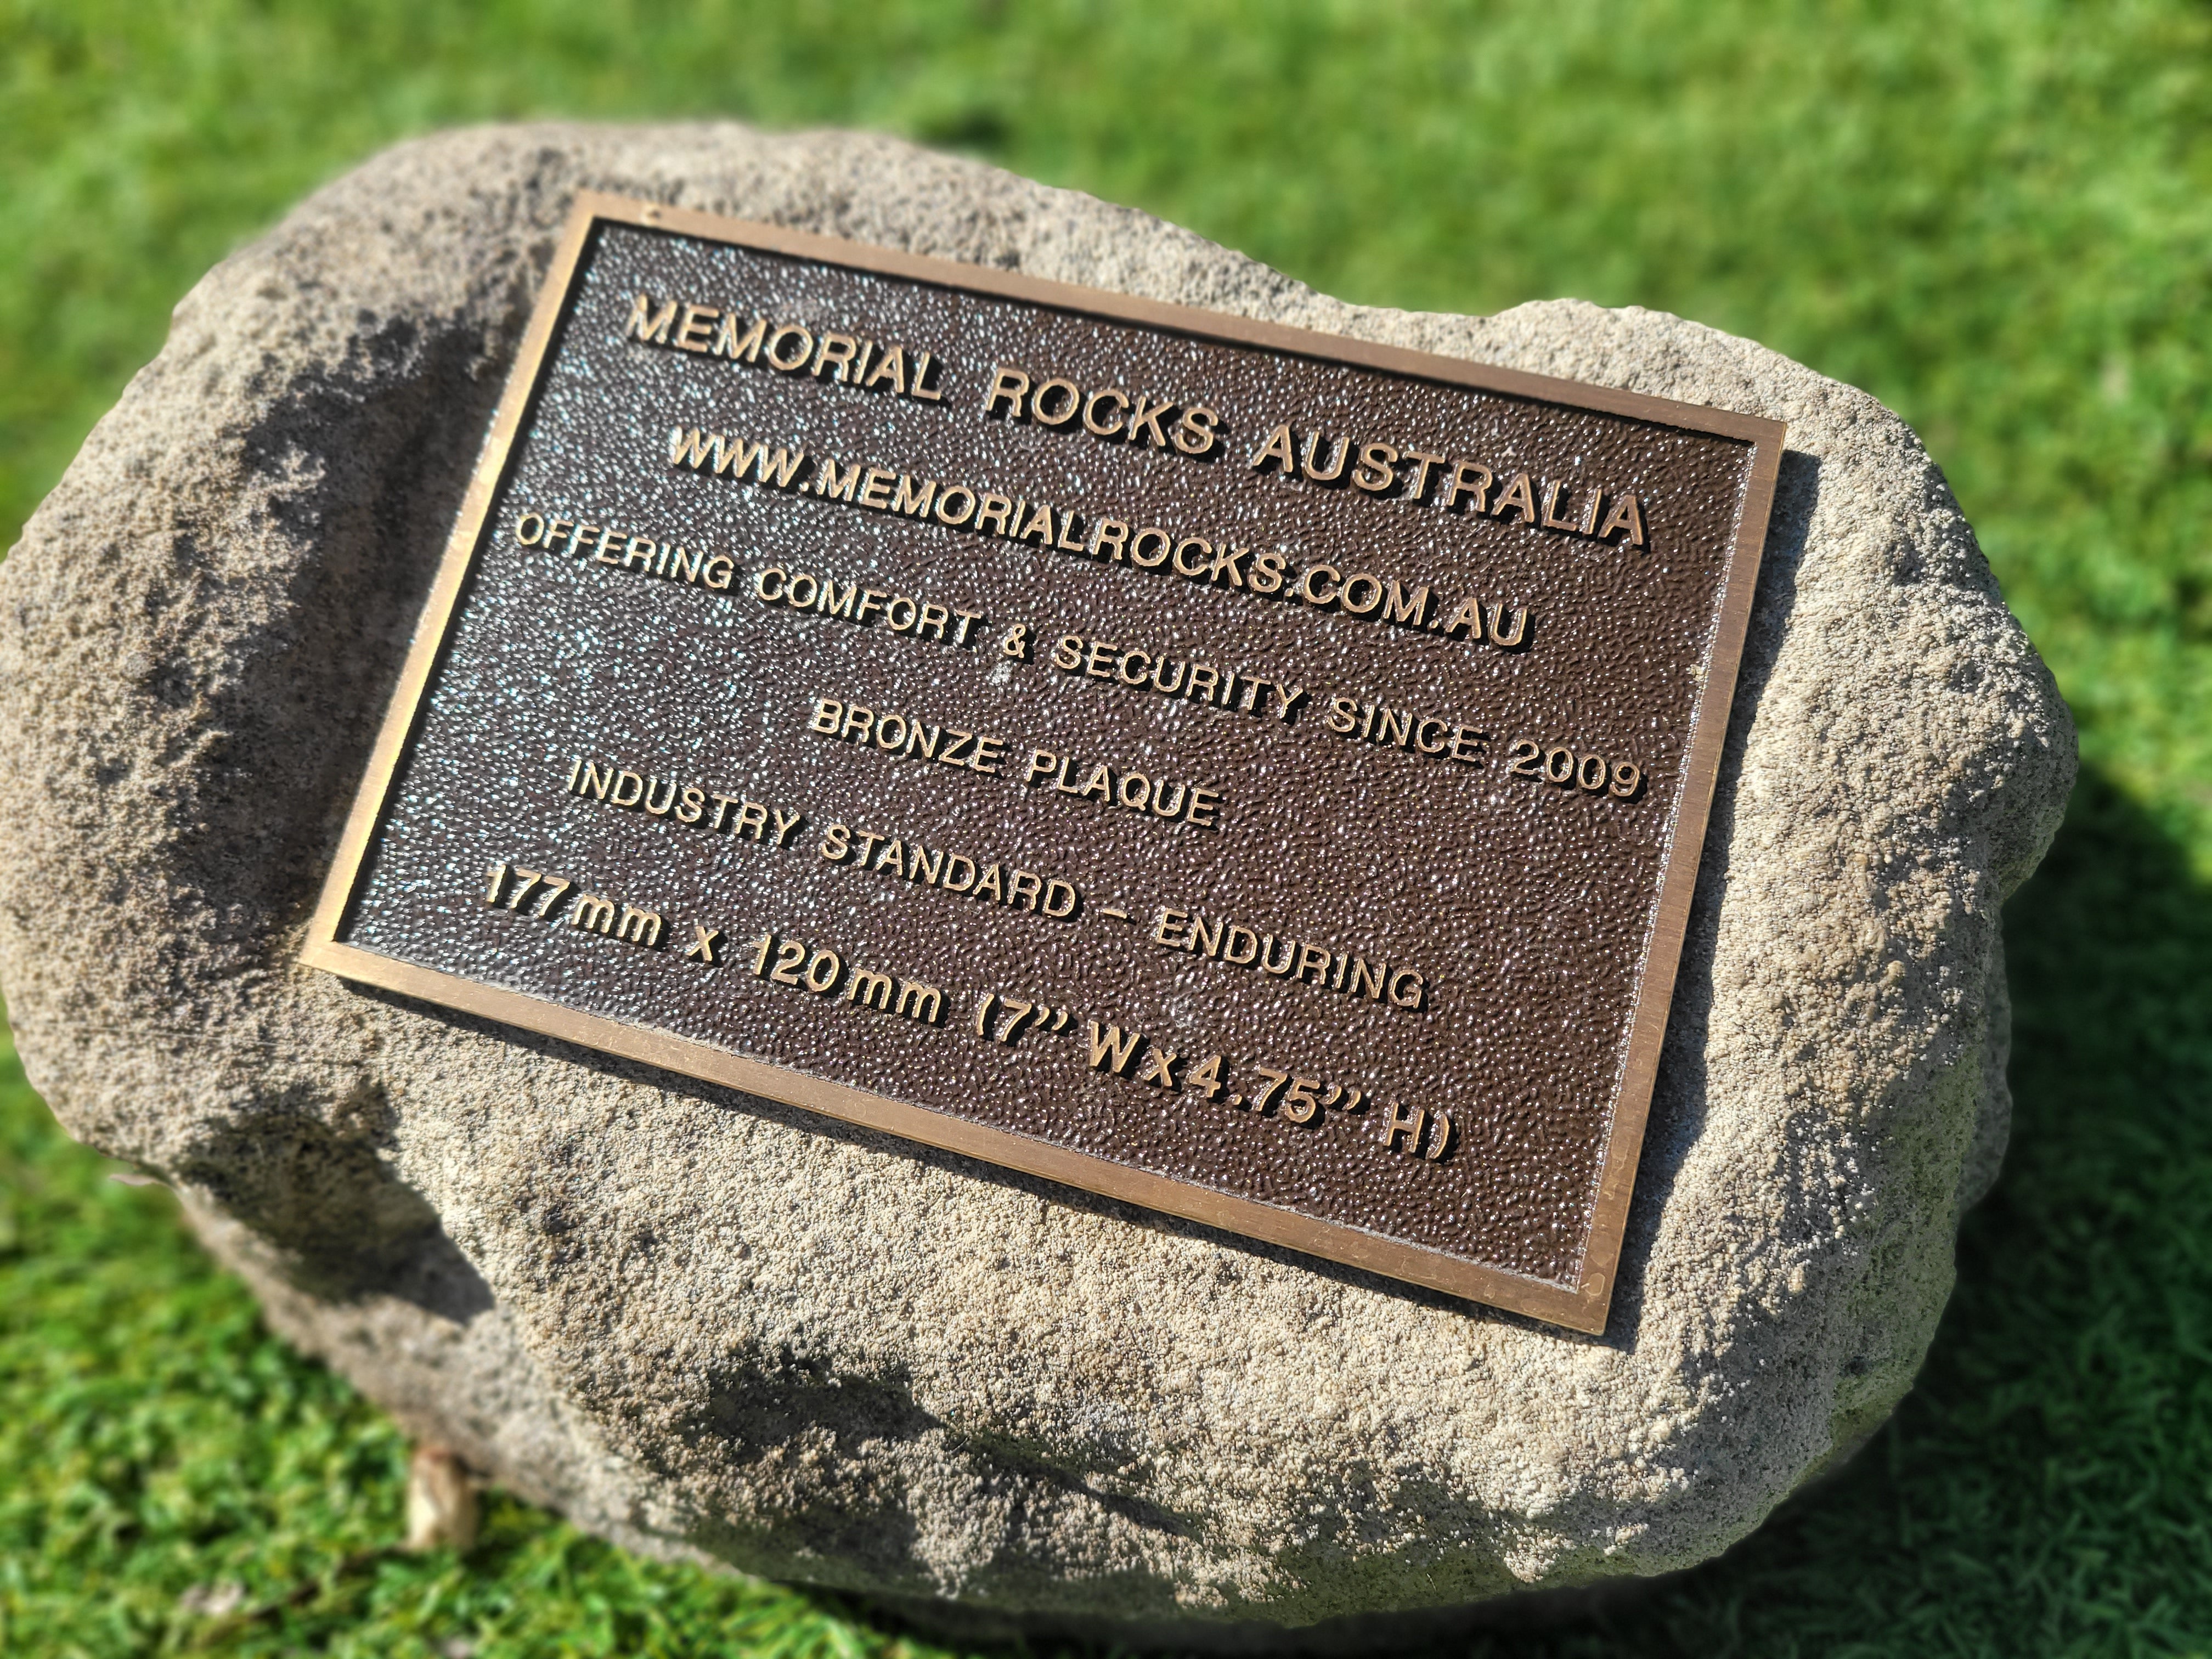 MEMORIAL ROCKS AUSTRALIA
WWW.MEMORIALROCKS.COM.AU
OFFERING COMFORT & SECURITY SINCE 2009
BRONZE PLAQUE
INDUSTRY STANDARD - ENDURING
177mm x 120mm (7" W x 4.75" H)